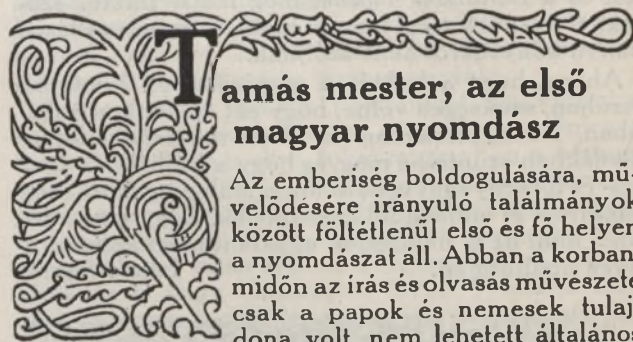 Tamás mester, az első
magyar nyomdász
Az emberiség boldogulására, mű-
velődésére irányuló találmányok
között föltétlenül első és fő helyen
a nyomdászat áll. Abban a korban,
midőn az írás és olvasás művészete
csak a papok és nemesek tulaj-
dona volt, nem lehetett általános